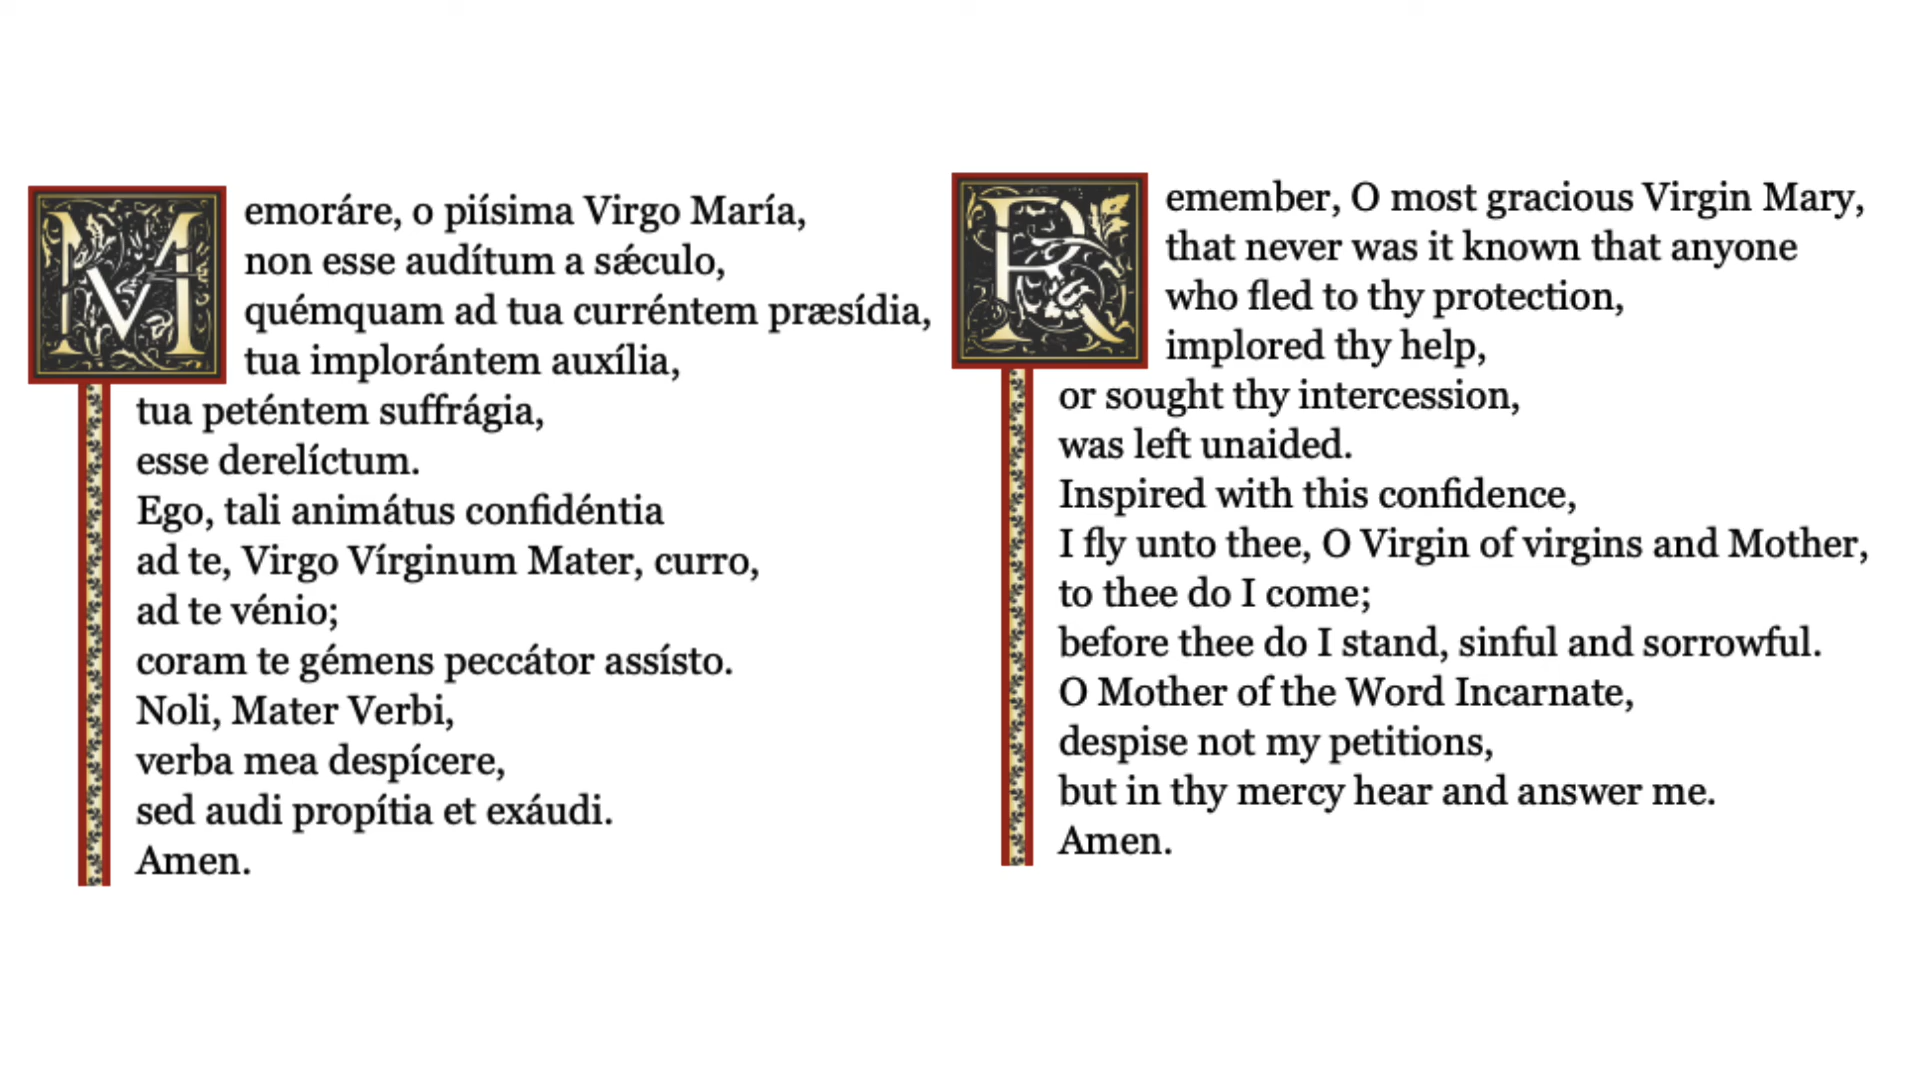 Memoráre, o piísima Virgo María,
non esse audítum a sǽculo,
quémquam ad tua curréntem præsídia,
tua implorántem auxília,
tua peténtem suffrágia,
esse derelíctum.
Ego, tali animátus confidéntia
ad te, Virgo Vírginum Mater, curro,
ad te vénio;
coram te gémens peccátor assísto.
Noli, Mater Verbi,
verba mea despícere,
sed audi propítia et exáudi.
Amen.
Remember, O most gracious Virgin Mary,
that never was it known that anyone
who fled to thy protection,
implored thy help,
or sought thy intercession,
was left unaided.
Inspired with this confidence,
I fly unto thee, O Virgin of virgins and Mother,
to thee do I come;
before thee do I stand, sinful and sorrowful.
O Mother of the Word Incarnate,
despise not my petitions,
but in thy mercy hear and answer me.
Amen.